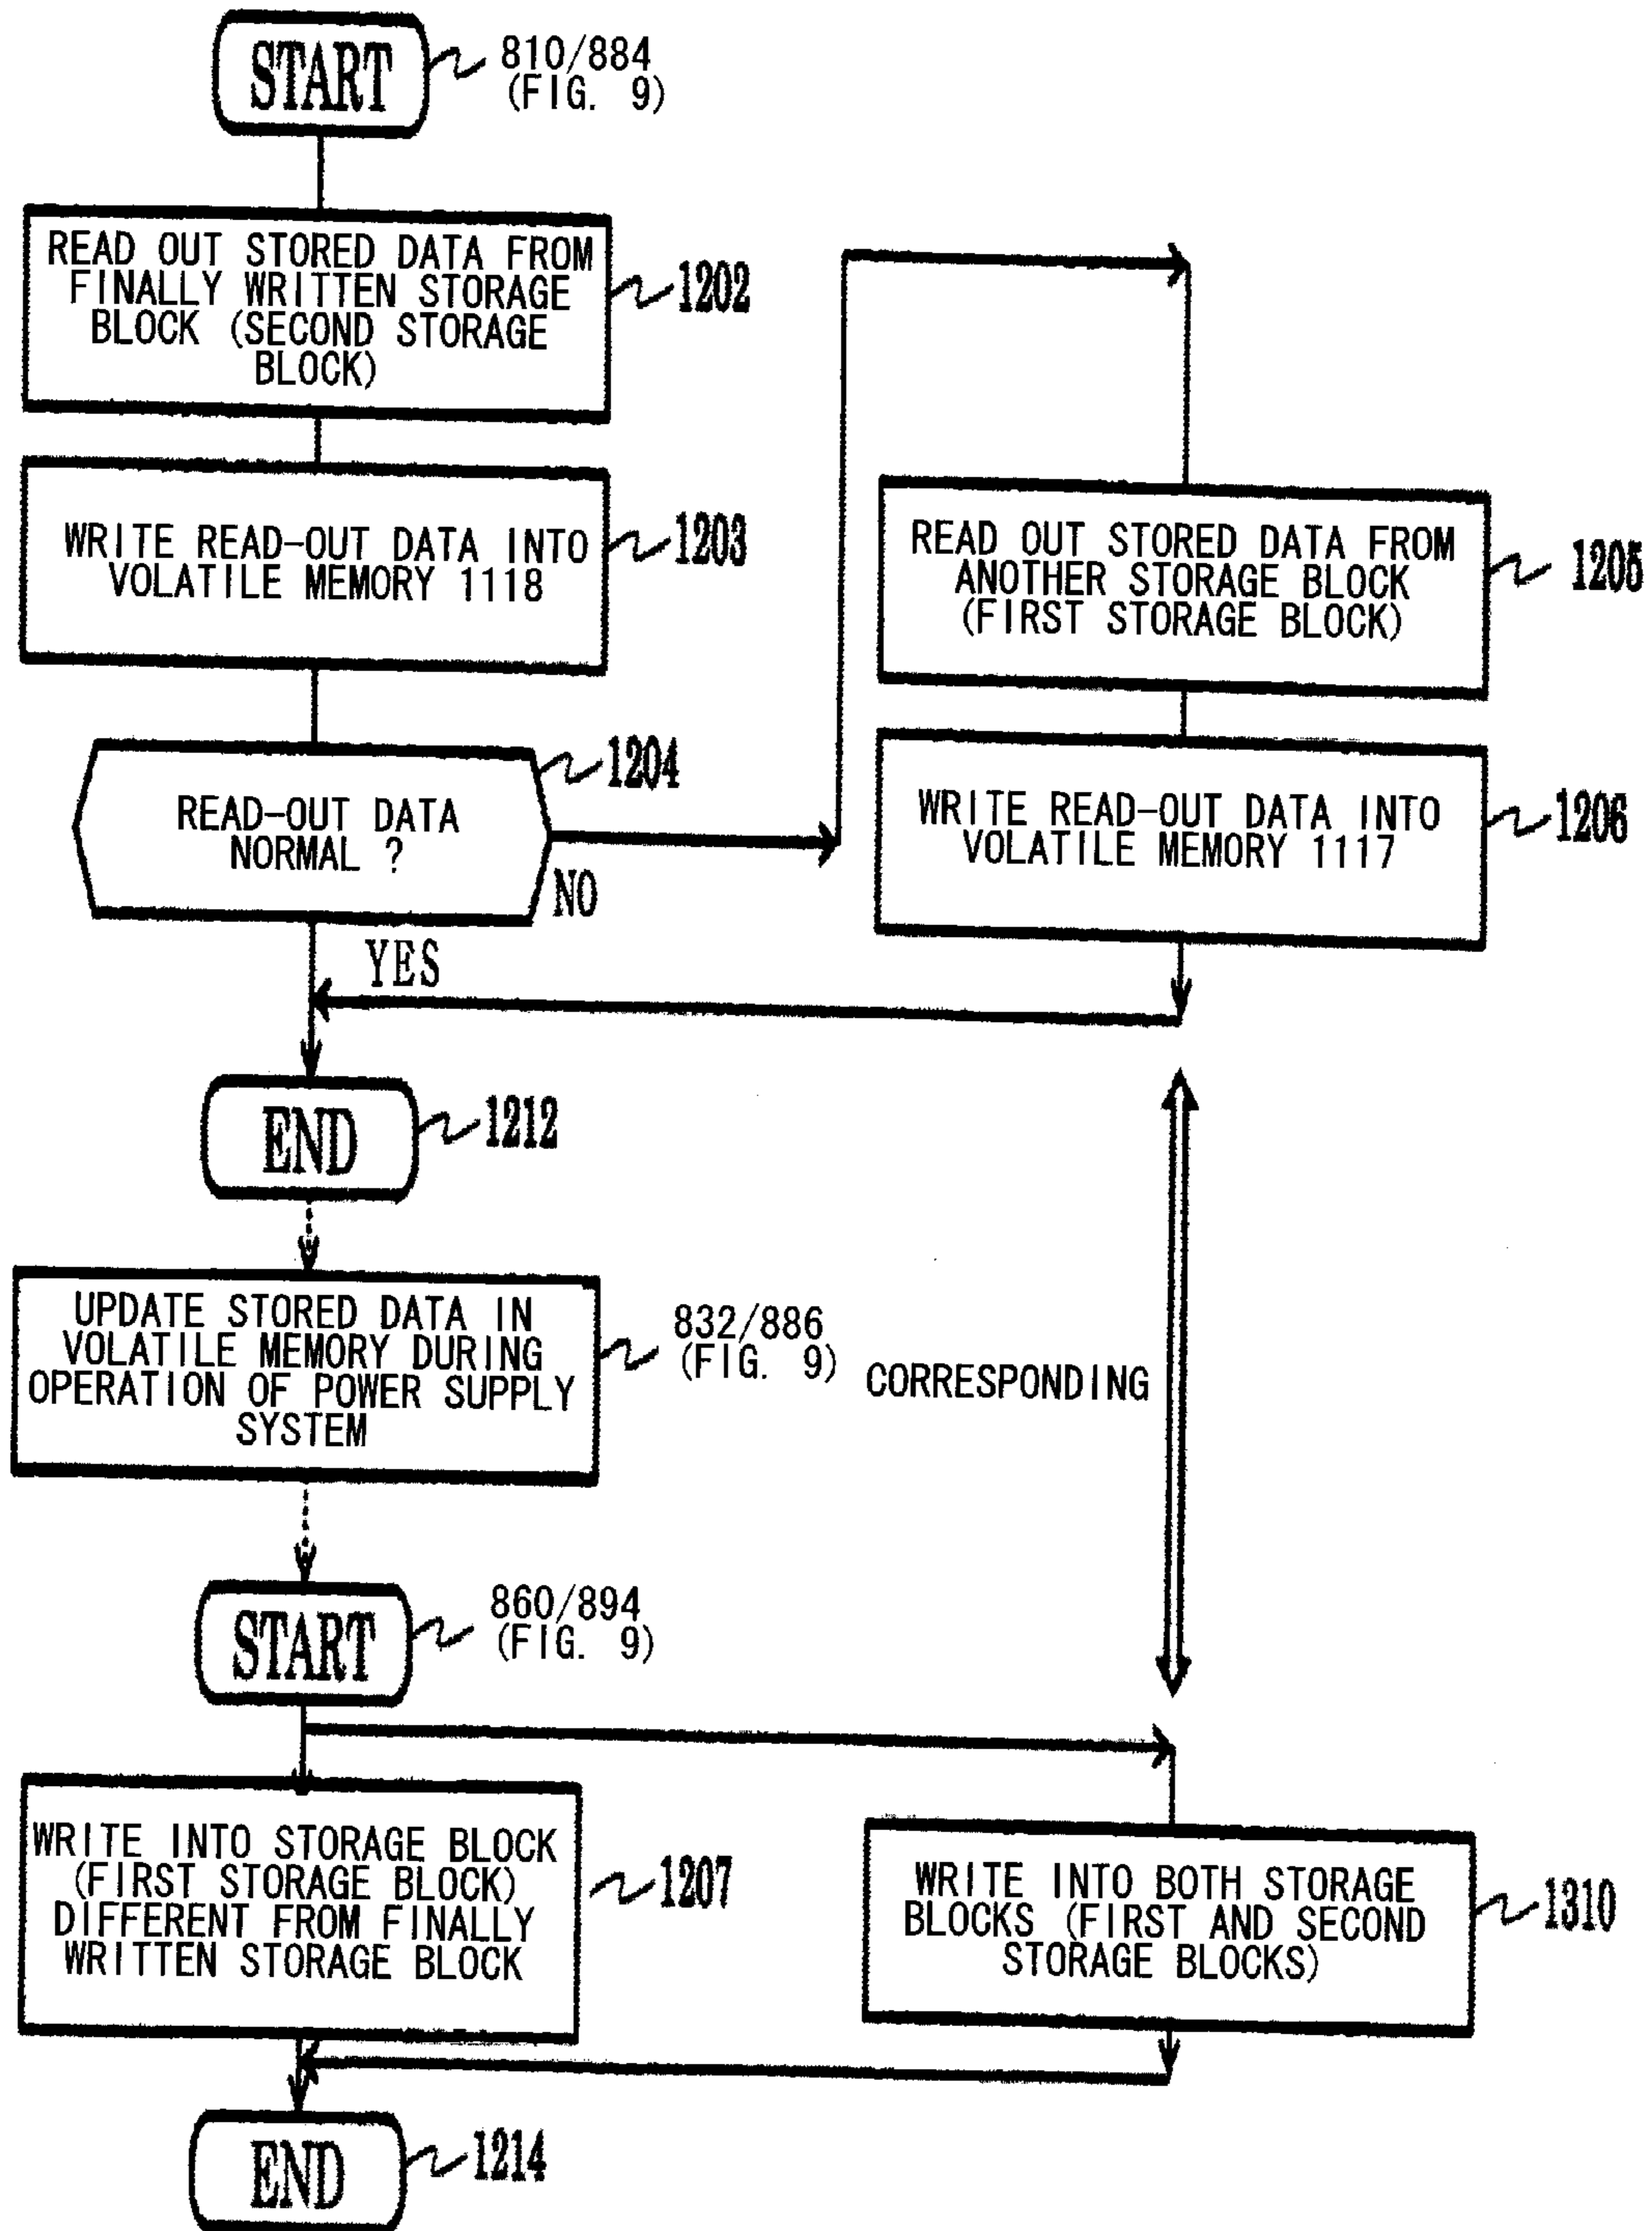 START
810/884
(FIG. 9)
READ OUT STORED DATA FROM
FINALLY WRITTEN STORAGE
BLOCK (SECOND STORAGE
BLOCK)
1202
WRITE READ-OUT DATA INTO
VOLATILE MEMORY 1118
1203
READ-OUT DATA
NORMAL ?
1204
NO
YES
READ OUT STORED DATA FROM
ANOTHER STORAGE BLOCK
(FIRST STORAGE BLOCK)
1205
WRITE READ-OUT DATA INTO
VOLATILE MEMORY 1117
1206
END
1212
UPDATE STORED DATA IN
VOLATILE MEMORY DURING
OPERATION OF POWER SUPPLY
SYSTEM
832/886
(FIG. 9)
CORRESPONDING
START
860/894
(FIG. 9)
WRITE INTO STORAGE BLOCK
(FIRST STORAGE BLOCK)
DIFFERENT FROM FINALLY
WRITTEN STORAGE BLOCK
1207
WRITE INTO BOTH STORAGE
BLOCKS (FIRST AND SECOND
STORAGE BLOCKS)
1310
END
1214